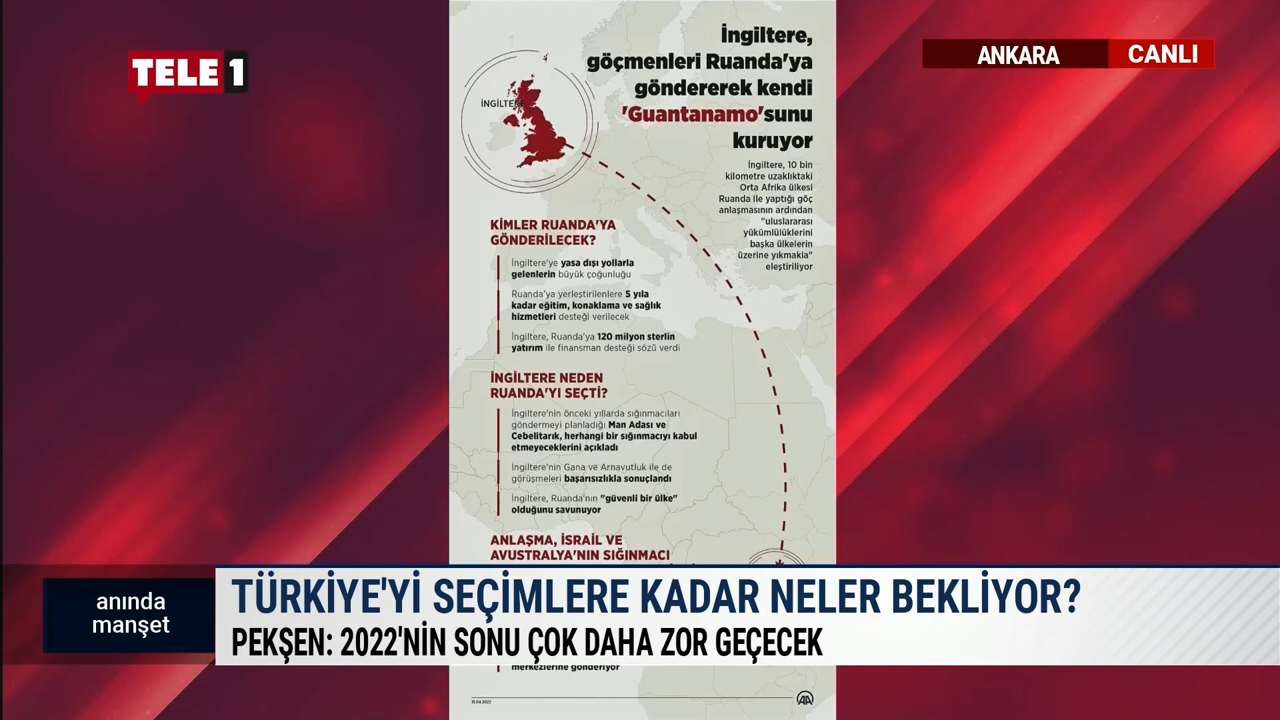 TELE 1
ANKARA CANLI
İngiltere,
göçmenleri Ruanda'ya
göndererek kendi
'Guantanamo'sunu
kuruyor
İNGİLTERE
İngiltere, 10 bin
kilometre uzaklıktaki
Orta Afrika ülkesi
Ruanda ile yaptığı göç
anlaşmasının ardından
"uluslararası
yükümlülüklerini
başka ülkelerin
üzerine yıkmakla"
eleştiriliyor
KİMLER RUANDA'YA
GÖNDERİLECEK?
İngiltere'ye yasa dışı yollarla
gelenlerin büyük çoğunluğu
Ruanda'ya yerleştirilenlere 5 yıla
kadar eğitim, konaklama ve sağlık
hizmetleri desteği verilecek
İngiltere, Ruanda'ya 120 milyon sterlin
yatırım ile finansman desteği sözü verdi
İNGİLTERE NEDEN
RUANDA'YI SEÇTİ?
İngiltere'nin önceki yıllarda sığınmacıları
göndermeyi planladığı Man Adası ve
Cebelitarık, herhangi bir sığınmacıyı kabul
etmeyeceklerini açıkladı
İngiltere'nin Gana ve Arnavutluk ile de
görüşmeleri başarısızlıkla sonuçlandı
İngiltere, Ruanda'nın "güvenli bir ülke"
olduğunu savunuyor
ANLAŞMA, İSRAİL VE
AVUSTRALYA'NIN SIĞINMACI
anında
manşet
TÜRKİYE'Yİ SEÇİMLERE KADAR NELER BEKLİYOR?
PEKŞEN: 2022'NİN SONU ÇOK DAHA ZOR GEÇECEK
merkezlerine gönderiyor
15.04.2022
AA